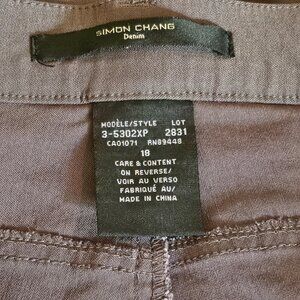 SIMON CHANG
Denim
MODÈLE/STYLE LOT
3-5302XP 2831
CA01071 RN89448
18
CARE & CONTENT
ON REVERSE/
VOIR AU VERSO
FABRIQUÉ AU/
MADE IN CHINA